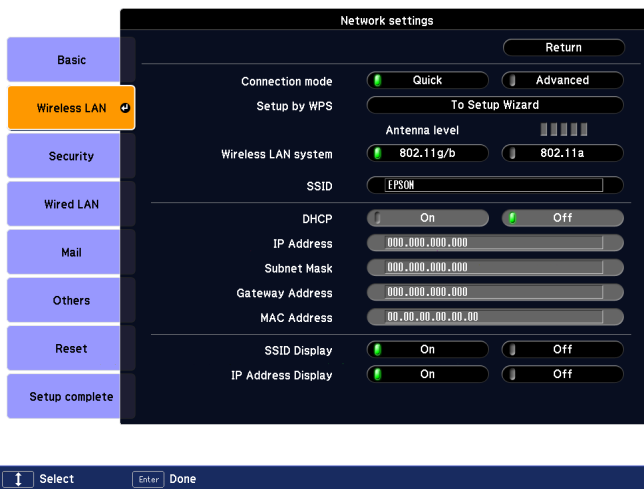 Network settings
Return
Basic
Connection mode Quick Advanced
Wireless LAN
Setup by WPS To Setup Wizard
Antenna level
Security
Wireless LAN system 802.11g/b 802.11a
SSID EPSON
Wired LAN
DHCP On Off
IP Address 000.000.000.000
Mail
Subnet Mask 000.000.000.000
Gateway Address 000.000.000.000
Others
MAC Address 00.00.00.00.00.00
Reset
SSID Display On Off
IP Address Display On Off
Setup complete
Select Enter Done